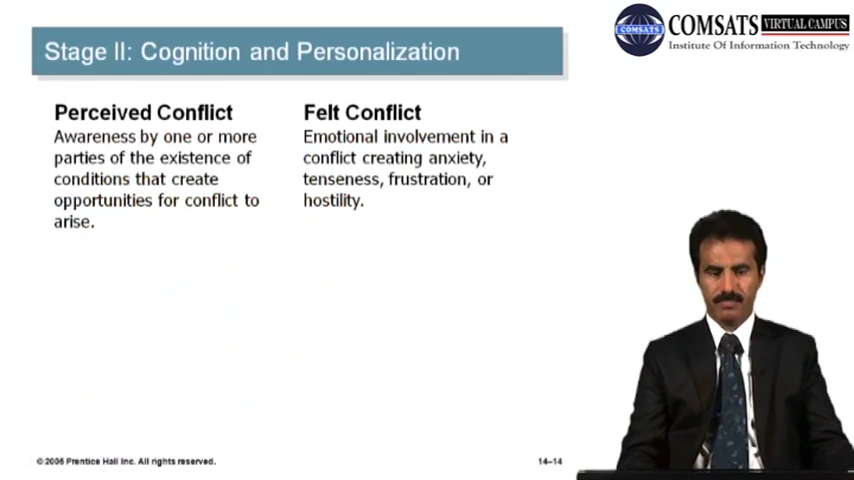 COMSATS VIRTUAL CAMPUS
Institute Of Information Technology
COMSATS
Stage II: Cognition and Personalization
Perceived Conflict
Awareness by one or more
parties of the existence of
conditions that create
opportunities for conflict to
arise.
Felt Conflict
Emotional involvement in a
conflict creating anxiety,
tenseness, frustration, or
hostility.
© 2005 Prentice Hall Inc. All rights reserved.
14–14